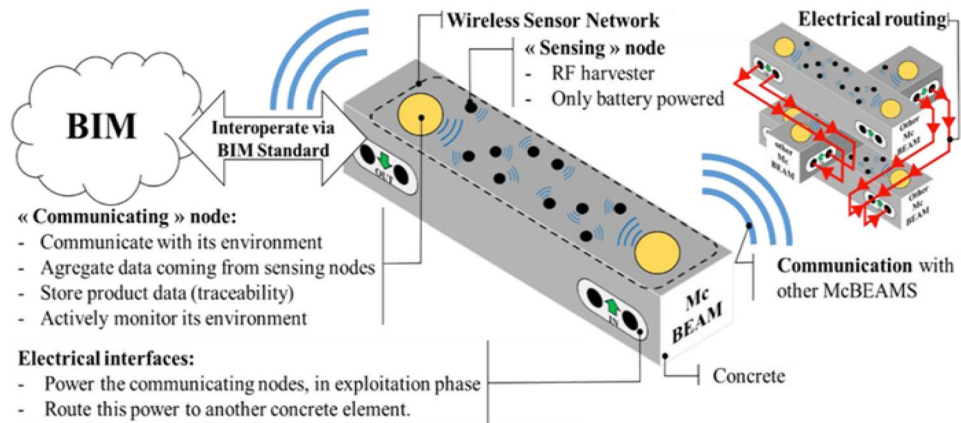 Wireless Sensor Network
« Sensing » node
- RF harvester
- Only battery powered
Electrical routing
BIM
Interoperate via
BIM Standard
OUT
« Communicating » node:
- Communicate with its environment
- Agregate data coming from sensing nodes
- Store product data (traceability)
- Actively monitor its environment
Electrical interfaces:
- Power the communicating nodes, in exploitation phase
- Route this power to another concrete element.
IN
Mc
BEAM
Concrete
Communication with
other McBEAMS
Other
Mc
BEAM
other
Mc
BEAM
Other
Mc
BEAM